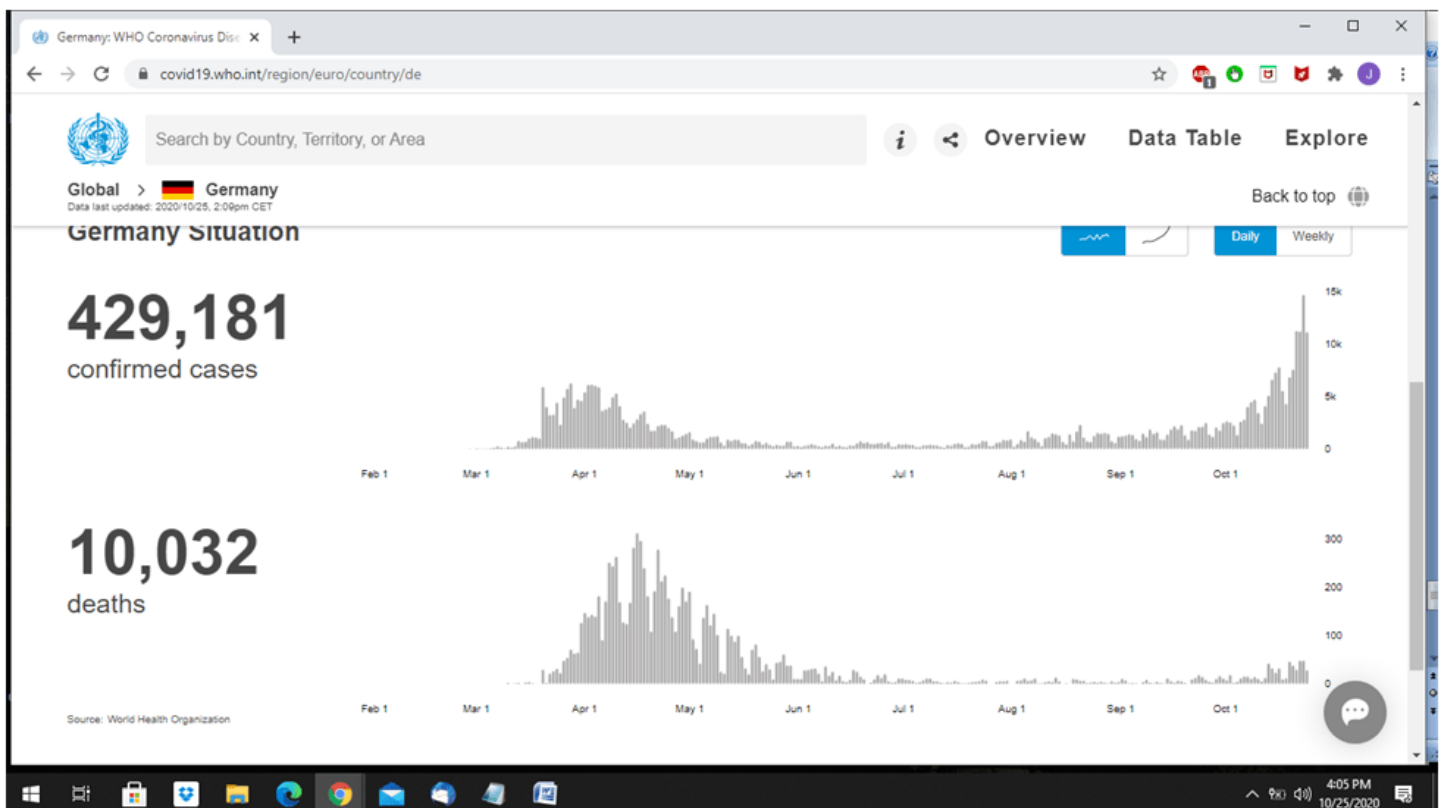 Germany: WHO Coronavirus Dise
covid19.who.int/region/euro/country/de
ABP
1
J
Search by Country, Territory, or Area
i
Overview
Data Table
Explore
Global > Germany
Data last updated: 2020/10/25, 2:09pm CET
Back to top
Germany Situation
Daily
Weekly
429,181
confirmed cases
15k
10k
5k
0
Feb 1
Mar 1
Apr 1
May 1
Jun 1
Jul 1
Aug 1
Sep 1
Oct 1
10,032
deaths
300
200
100
0
Feb 1
Mar 1
Apr 1
May 1
Jun 1
Jul 1
Aug 1
Sep 1
Oct 1
Source: World Health Organization
4:05 PM
10/25/2020